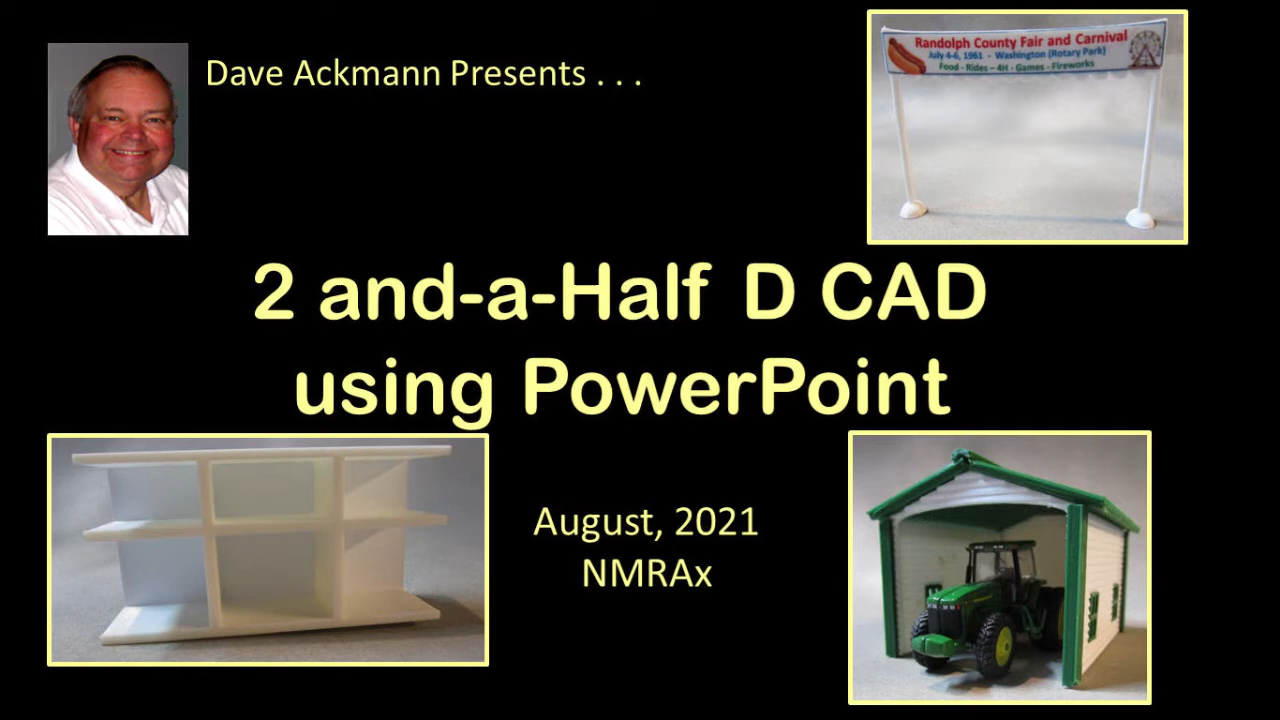 Dave Ackmann Presents . . .
Randolph County Fair and Carnival
July 4-6, 1961 - Washington (Rotary Park)
Food - Rides – 4H - Games - Fireworks
2 and-a-Half D CAD
using PowerPoint
August, 2021
NMRAx